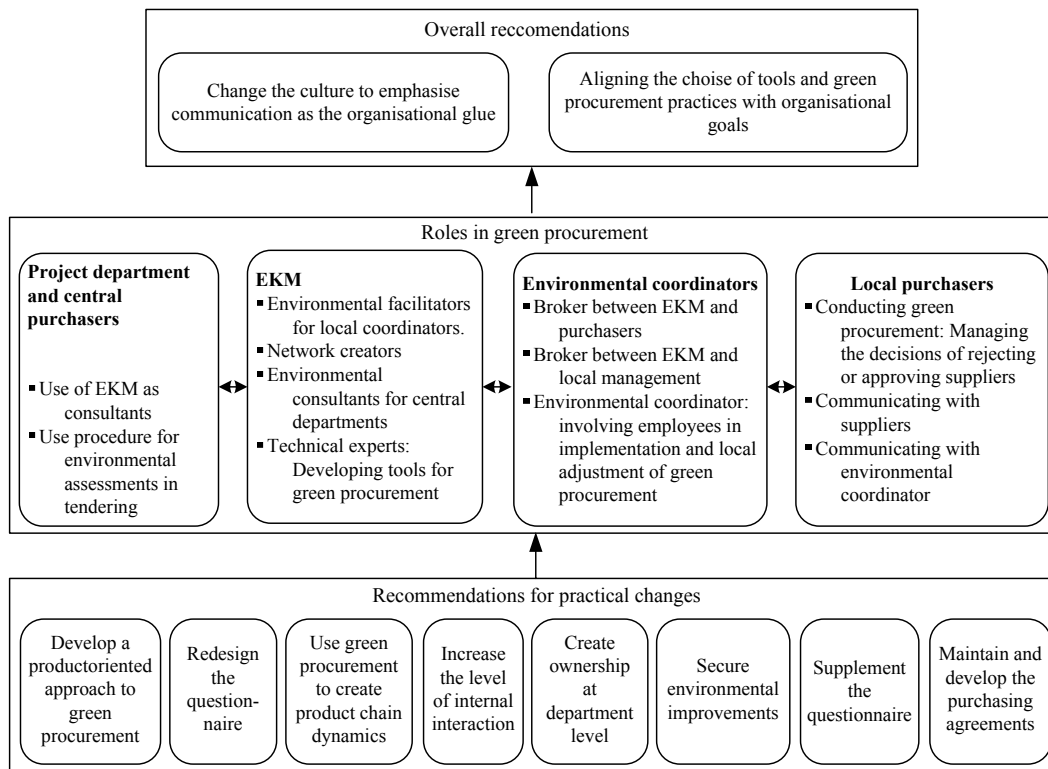 Overall reccomendations
Change the culture to emphasise
communication as the organisational glue
Aligning the choise of tools and green
procurement practices with organisational
goals
Roles in green procurement
Project department
and central
purchasers
▪ Use of EKM as
consultants
▪ Use procedure for
environmental
assessments in
tendering
EKM
▪ Environmental facilitators
for local coordinators.
▪ Network creators
▪ Environmental
consultants for central
departments
▪ Technical experts:
Developing tools for
green procurement
Environmental coordinators
▪ Broker between EKM and
purchasers
▪ Broker between EKM and
local management
▪ Environmental coordinator:
involving employees in
implementation and local
adjustment of green
procurement
Local purchasers
▪ Conducting green
procurement: Managing
the decisions of rejecting
or approving suppliers
▪ Communicating with
suppliers
▪ Communicating with
environmental
coordinator
Recommendations for practical changes
Develop a
productoriented
approach to
green
procurement
Redesign
the
question-
naire
Use green
procurement
to create
product chain
dynamics
Increase
the level
of internal
interaction
Create
ownership
at
department
level
Secure
environmental
improvements
Supplement
the
questionnaire
Maintain and
develop the
purchasing
agreements